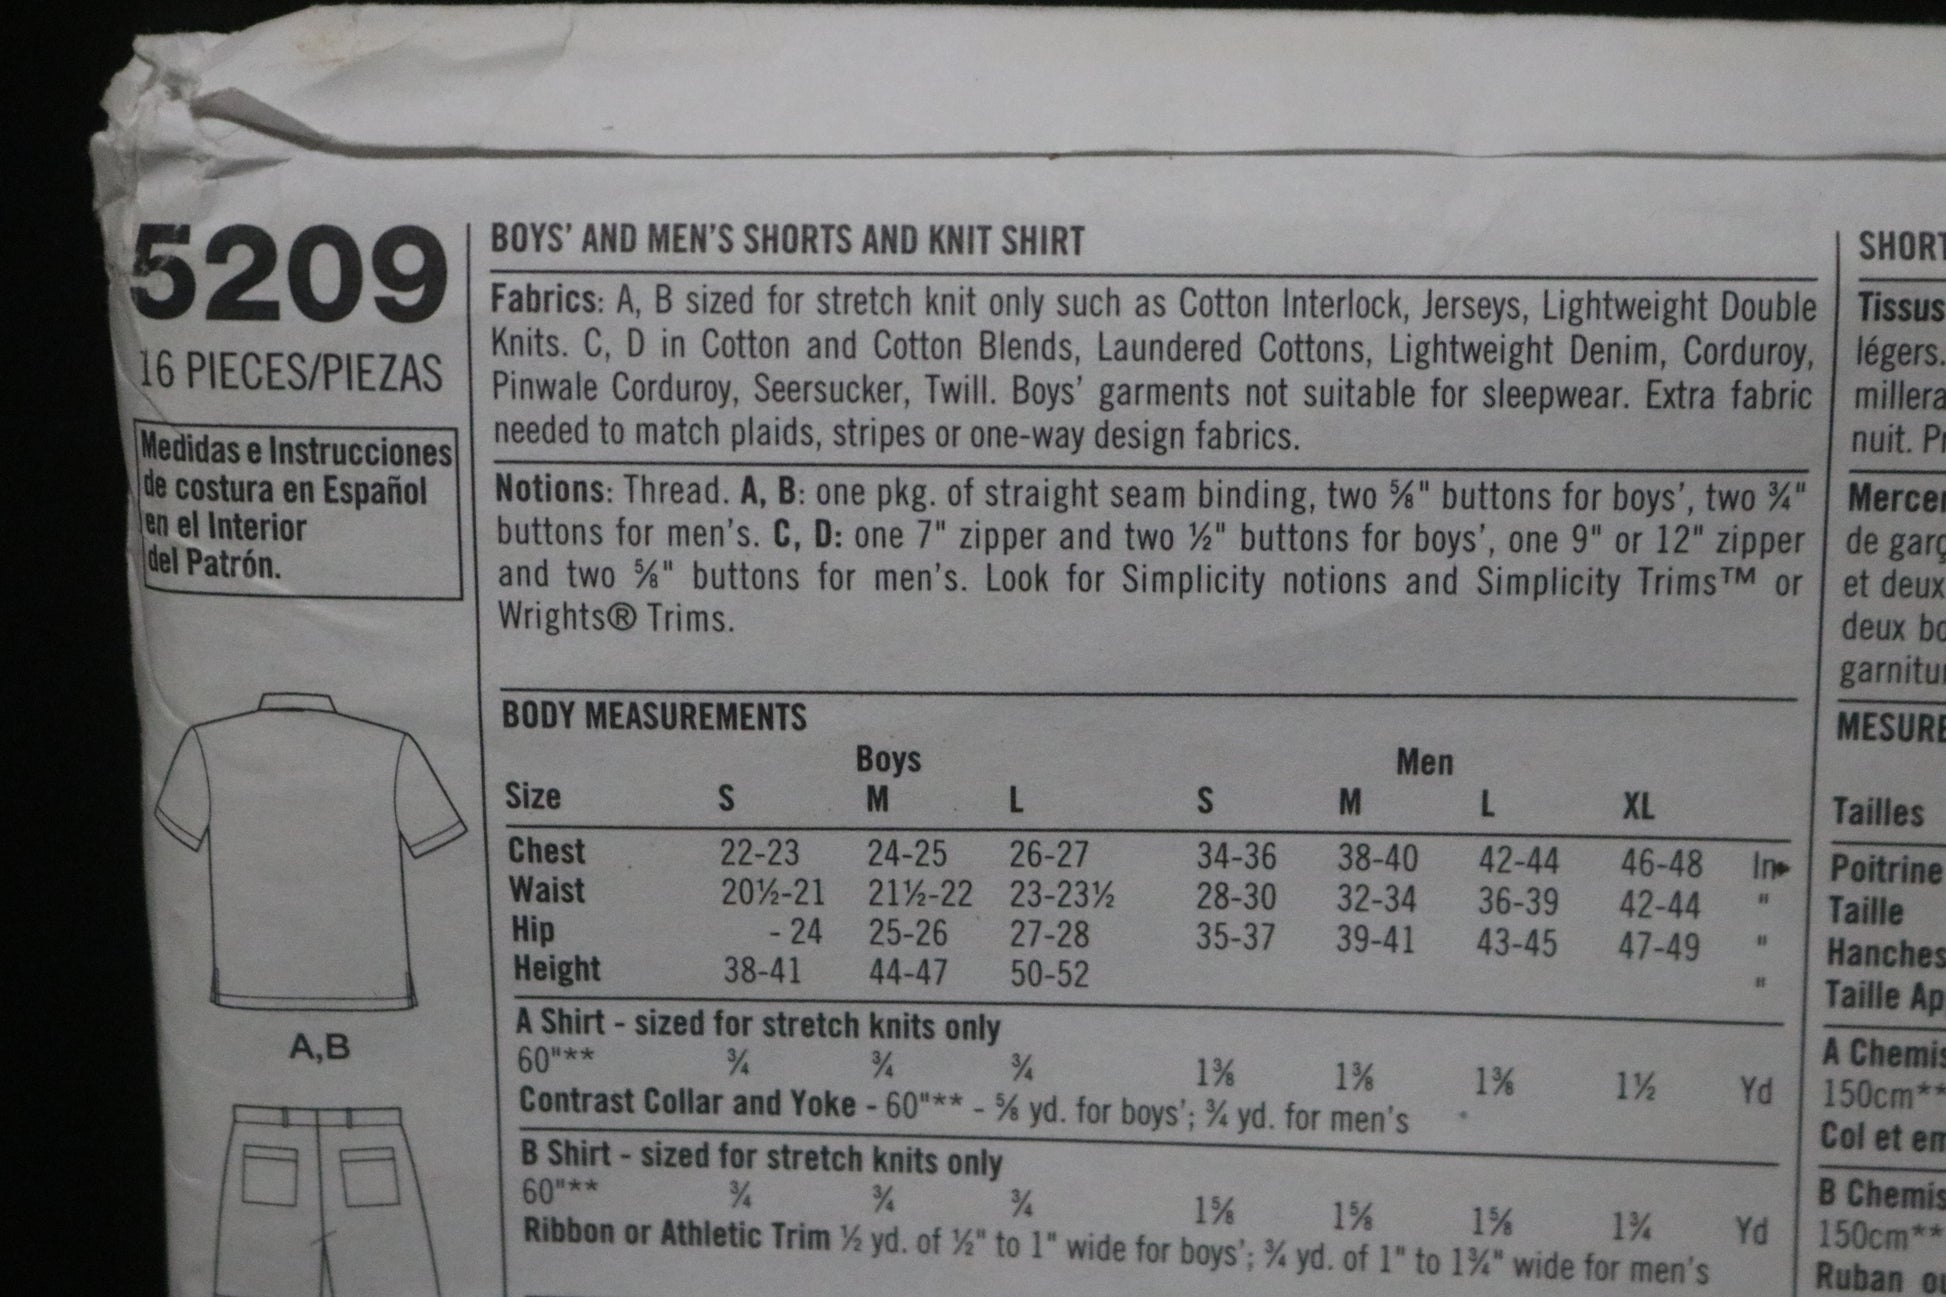 5209
16 PIECES/PIEZAS
Medidas e Instrucciones
de costura en Español
en el Interior
del Patrón.
A,B
BOYS' AND MEN'S SHORTS AND KNIT SHIRT
Fabrics: A, B sized for stretch knit only such as Cotton Interlock, Jerseys, Lightweight Double
Knits. C, D in Cotton and Cotton Blends, Laundered Cottons, Lightweight Denim, Corduroy,
Pinwale Corduroy, Seersucker, Twill. Boys' garments not suitable for sleepwear. Extra fabric
needed to match plaids, stripes or one-way design fabrics.
Notions: Thread. A, B: one pkg. of straight seam binding, two ⅝" buttons for boys', two ¾"
buttons for men's. C, D: one 7" zipper and two ½" buttons for boys', one 9" or 12" zipper
and two ⅝" buttons for men's. Look for Simplicity notions and Simplicity Trims™ or
Wrights® Trims.
BODY MEASUREMENTS
Boys Men
Size S M L S M L XL
Chest 22-23 24-25 26-27 34-36 38-40 42-44 46-48 In
Waist 20½-21 21½-22 23-23½ 28-30 32-34 36-39 42-44 "
Hip - 24 25-26 27-28 35-37 39-41 43-45 47-49 "
Height 38-41 44-47 50-52 "
A Shirt - sized for stretch knits only
60"** ¾ ¾ ¾ 1⅜ 1⅜ 1⅜ 1½ Yd
Contrast Collar and Yoke - 60"** - ⅝ yd. for boys'; ¾ yd. for men's
B Shirt - sized for stretch knits only
60"** ¾ ¾ ¾ 1⅝ 1⅝ 1⅝ 1¾ Yd
Ribbon or Athletic Trim ½ yd. of ½" to 1" wide for boys'; ¾ yd. of 1" to 1¾" wide for men's
SHORT
Tissus
légers.
millera
nuit. Pr
Mercer
de garç
et deux
deux bo
garnitur
MESURE
Tailles
Poitrine
Taille
Hanches
Taille Ap
A Chemis
150cm**
Col et em
B Chemis
150cm**
Ruban ou